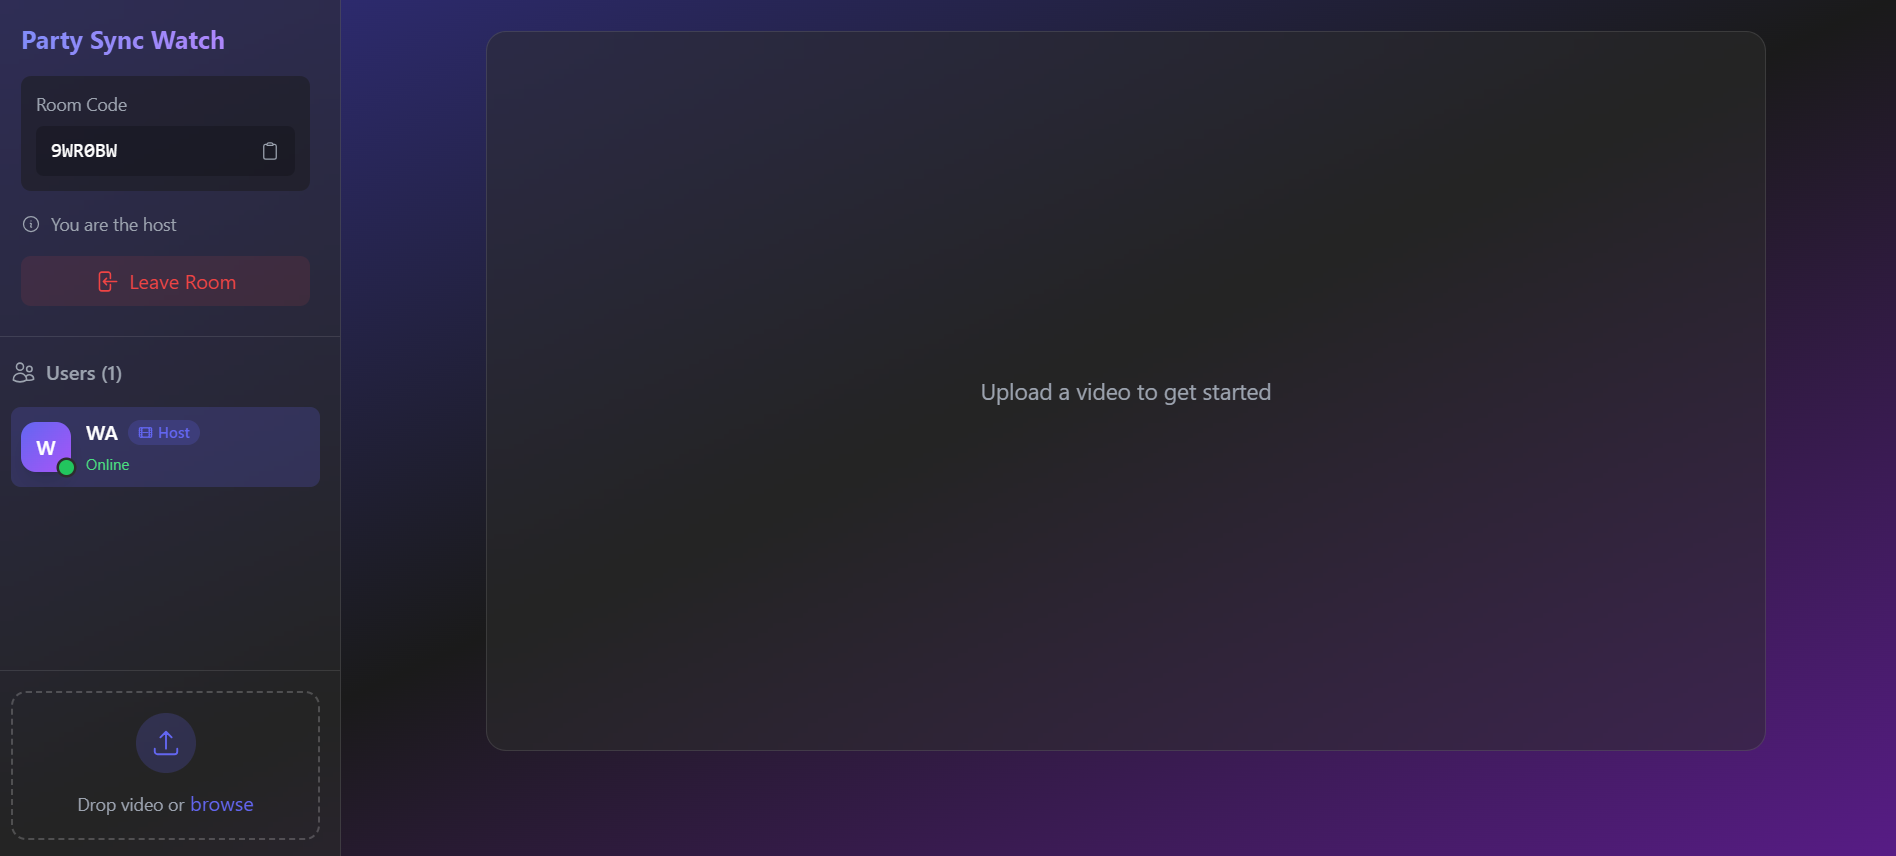 Party Sync Watch
Room Code
9WR0BW
You are the host
Leave Room
Users (1)
W
WA
Host
Online
Drop video or browse
Upload a video to get started